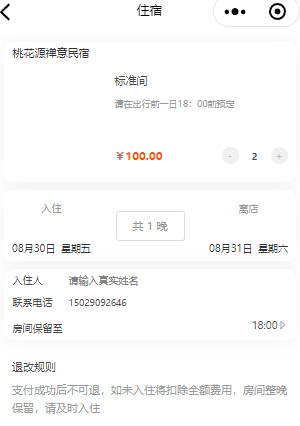 住宿
桃花源禅意民宿
标准间
请在出行前一日18：00前预定
￥100.00
- 2 +
入住 离店
共 1 晚
08月30日 星期五 08月31日 星期六
入住人 请输入真实姓名
联系电话 15029092646
房间保留至 18:00
退改规则
支付成功后不可退，如未入住将扣除全额费用，房间整晚
保留，请及时入住